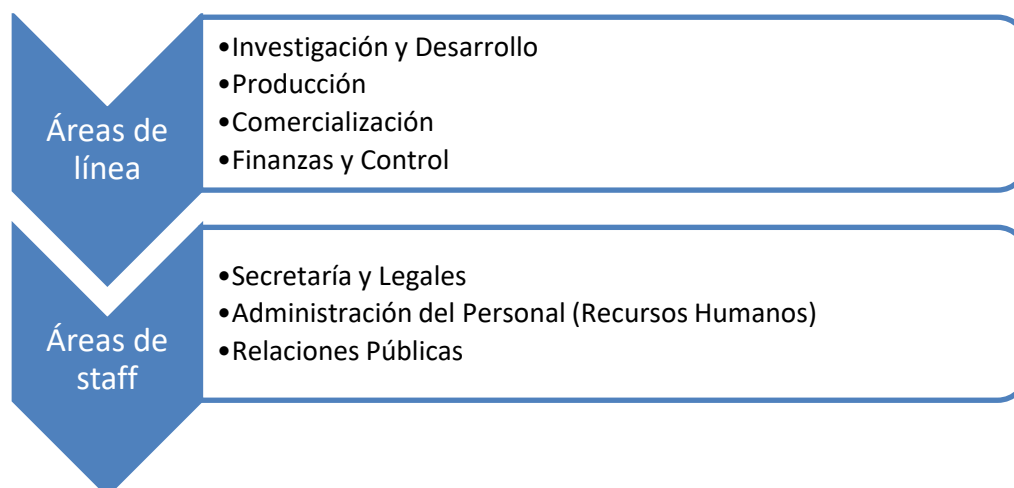 Áreas de
línea
•Investigación y Desarrollo
•Producción
•Comercialización
•Finanzas y Control
Áreas de
staff
•Secretaría y Legales
•Administración del Personal (Recursos Humanos)
•Relaciones Públicas